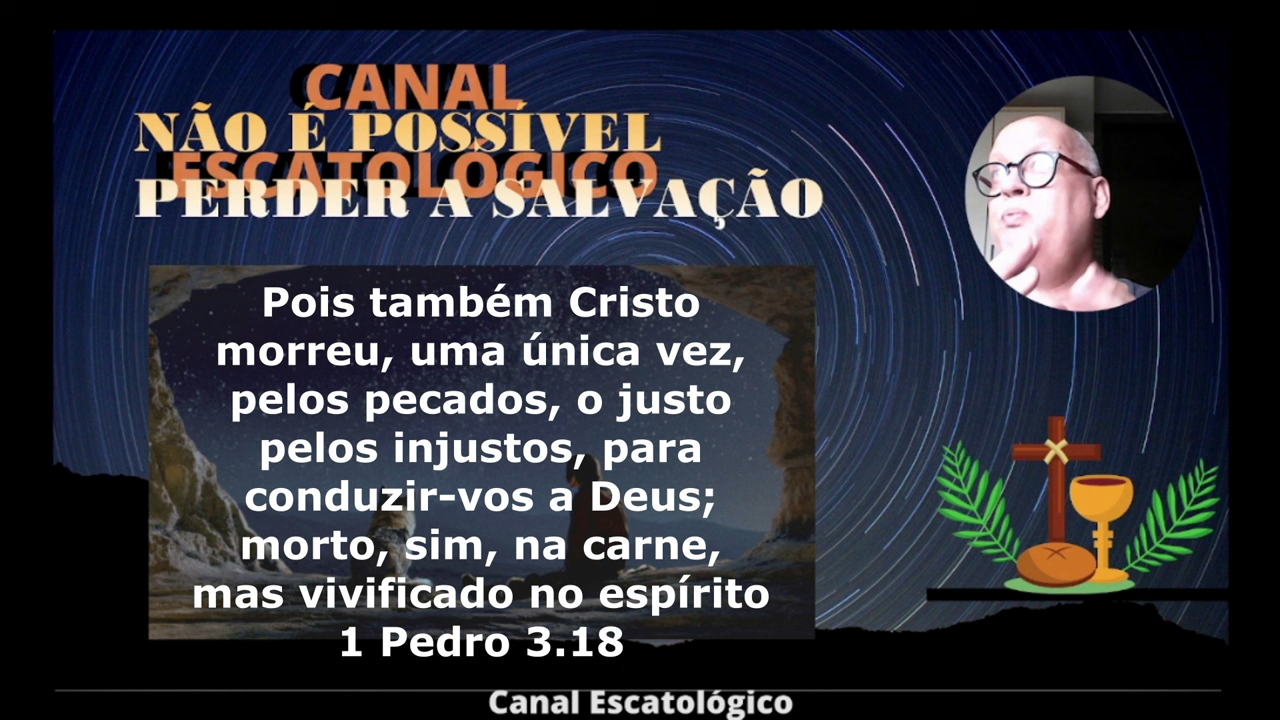 CANAL
NÃO É POSSÍVEL
ESCATOLÓGICO
PERDER A SALVAÇÃO
Pois também Cristo
morreu, uma única vez,
pelos pecados, o justo
pelos injustos, para
conduzir-vos a Deus;
morto, sim, na carne,
mas vivificado no espírito
1 Pedro 3.18
Canal Escatológico